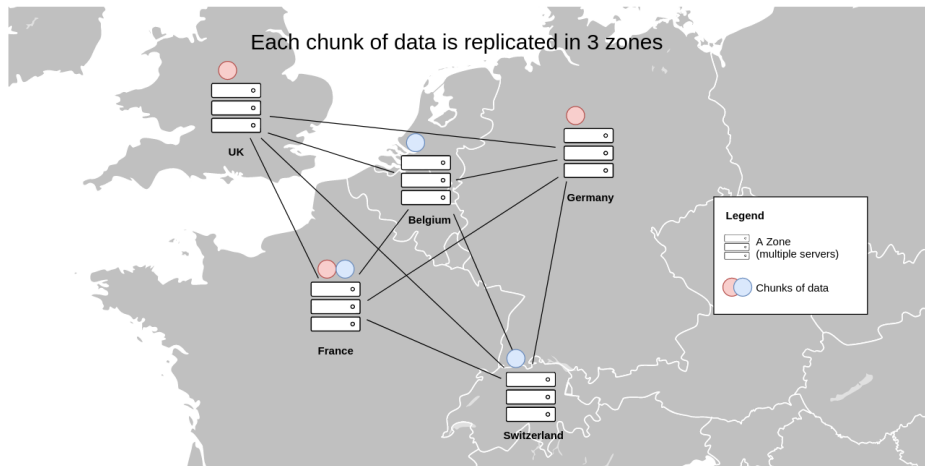 Each chunk of data is replicated in 3 zones
UK
Germany
Belgium
Legend
A Zone
(multiple servers)
Chunks of data
France
Switzerland